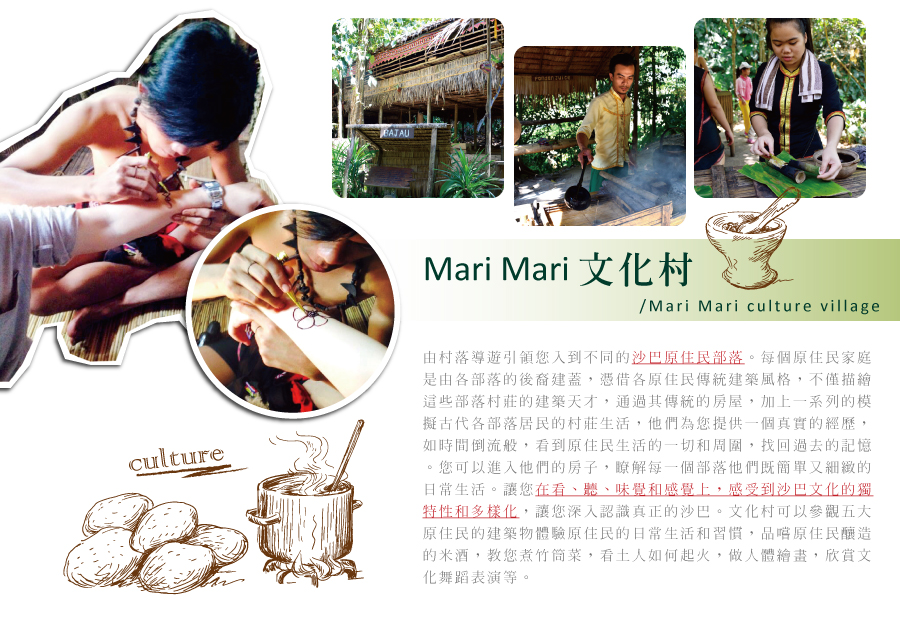 BAJAU
Mari Mari 文化村
/Mari Mari culture village
由村落導遊引領您入到不同的沙巴原住民部落。每個原住民家庭
是由各部落的後裔建蓋，憑借各原住民傳統建築風格，不僅描繪
這些部落村莊的建築天才，通過其傳統的房屋，加上一系列的模
擬古代各部落居民的村莊生活，他們為您提供一個真實的經歷，
如時間倒流般，看到原住民生活的一切和周圍，找回過去的記憶
。您可以進入他們的房子，瞭解每一個部落他們既簡單又細緻的
日常生活。讓您在看、聽、味覺和感覺上，感受到沙巴文化的獨
特性和多樣化，讓您深入認識真正的沙巴。文化村可以參觀五大
原住民的建築物體驗原住民的日常生活和習慣，品嚐原住民釀造
的米酒，教您煮竹筒菜，看土人如何起火，做人體繪畫，欣賞文
化舞蹈表演等。
culture